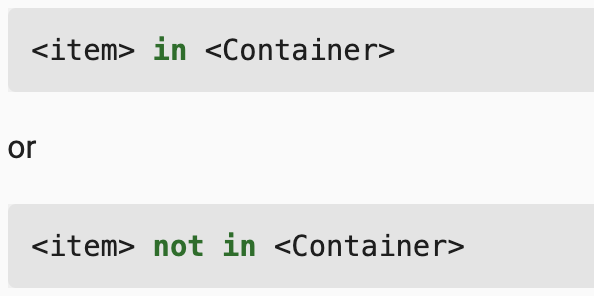 <item> in <Container>
or
<item> not in <Container>